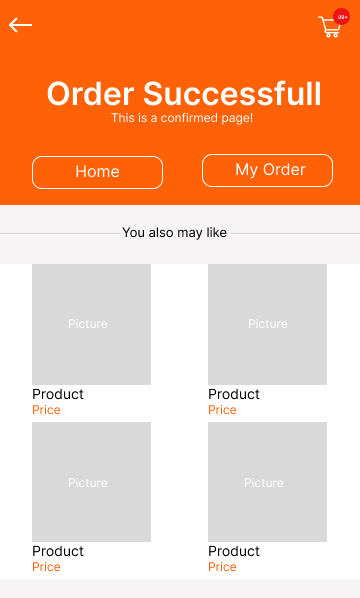 99+
Order Successfull
This is a confirmed page!
Home
My Order
You also may like
Picture
Picture
Product
Product
Price
Price
Picture
Picture
Product
Product
Price
Price